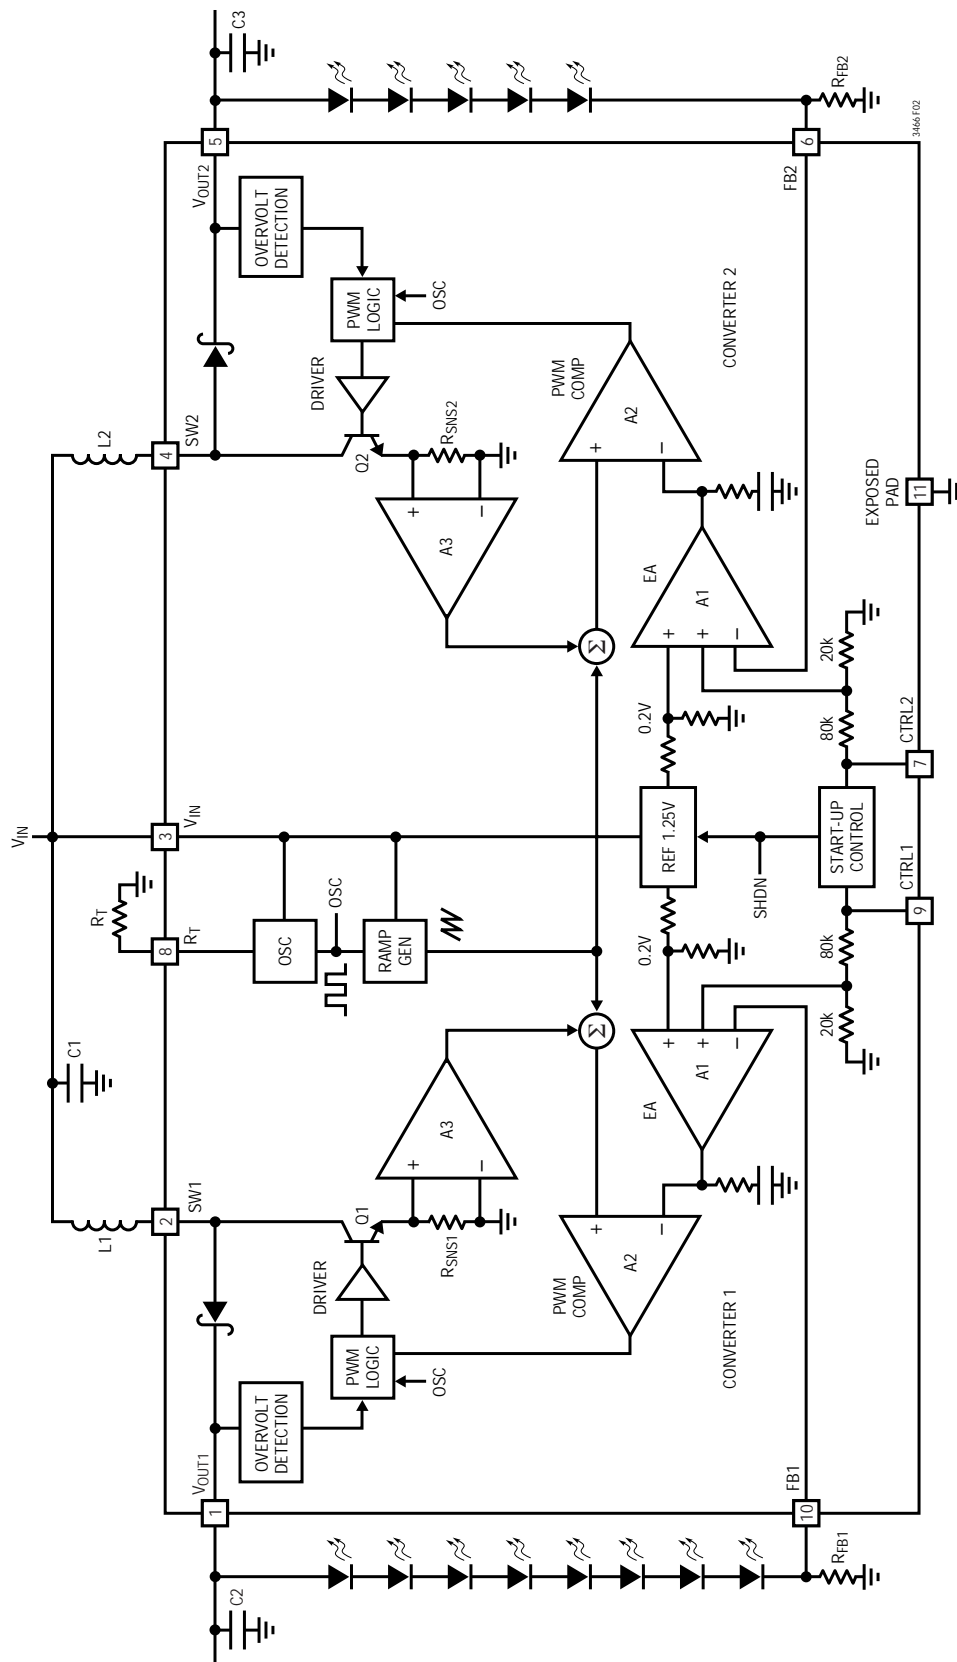 VIN
C1
L1
L2
RT
2
8
3
4
SW1
RT
VIN
SW2
C2
1
VOUT1
VOUT2
5
C3
OVERVOLT
DETECTION
OVERVOLT
DETECTION
OSC
OSC
RAMP
GEN
PWM
LOGIC
OSC
DRIVER
Q1
RSNS1
+
–
A3
PWM
LOGIC
OSC
DRIVER
Q2
RSNS2
+
–
A3
Σ
Σ
PWM
COMP
+
–
A2
PWM
COMP
+
–
A2
EA
A1
+
+
–
0.2V
REF 1.25V
0.2V
EA
A1
+
+
–
CONVERTER 1
CONVERTER 2
SHDN
START-UP
CONTROL
20k
80k
80k
20k
FB1
10
RFB1
FB2
6
RFB2
CTRL1
9
CTRL2
7
EXPOSED
PAD
11
3466 F02